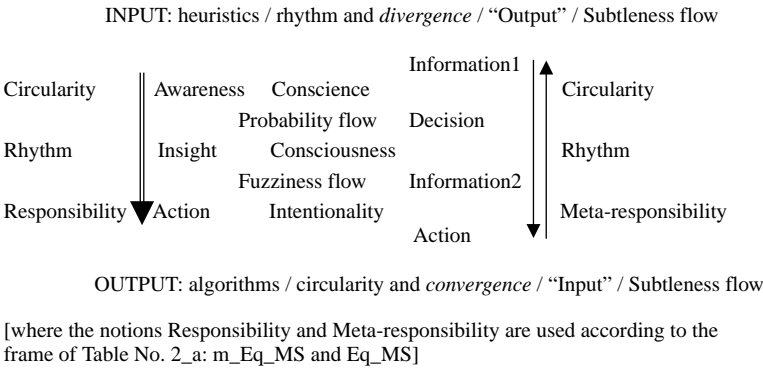 INPUT: heuristics / rhythm and divergence / “Output” / Subtleness flow
Information1
Circularity Awareness Conscience Circularity
Probability flow Decision
Rhythm Insight Consciousness Rhythm
Fuzziness flow Information2
Responsibility Action Intentionality Meta-responsibility
Action
OUTPUT: algorithms / circularity and convergence / “Input” / Subtleness flow
[where the notions Responsibility and Meta-responsibility are used according to the
frame of Table No. 2_a: m_Eq_MS and Eq_MS]